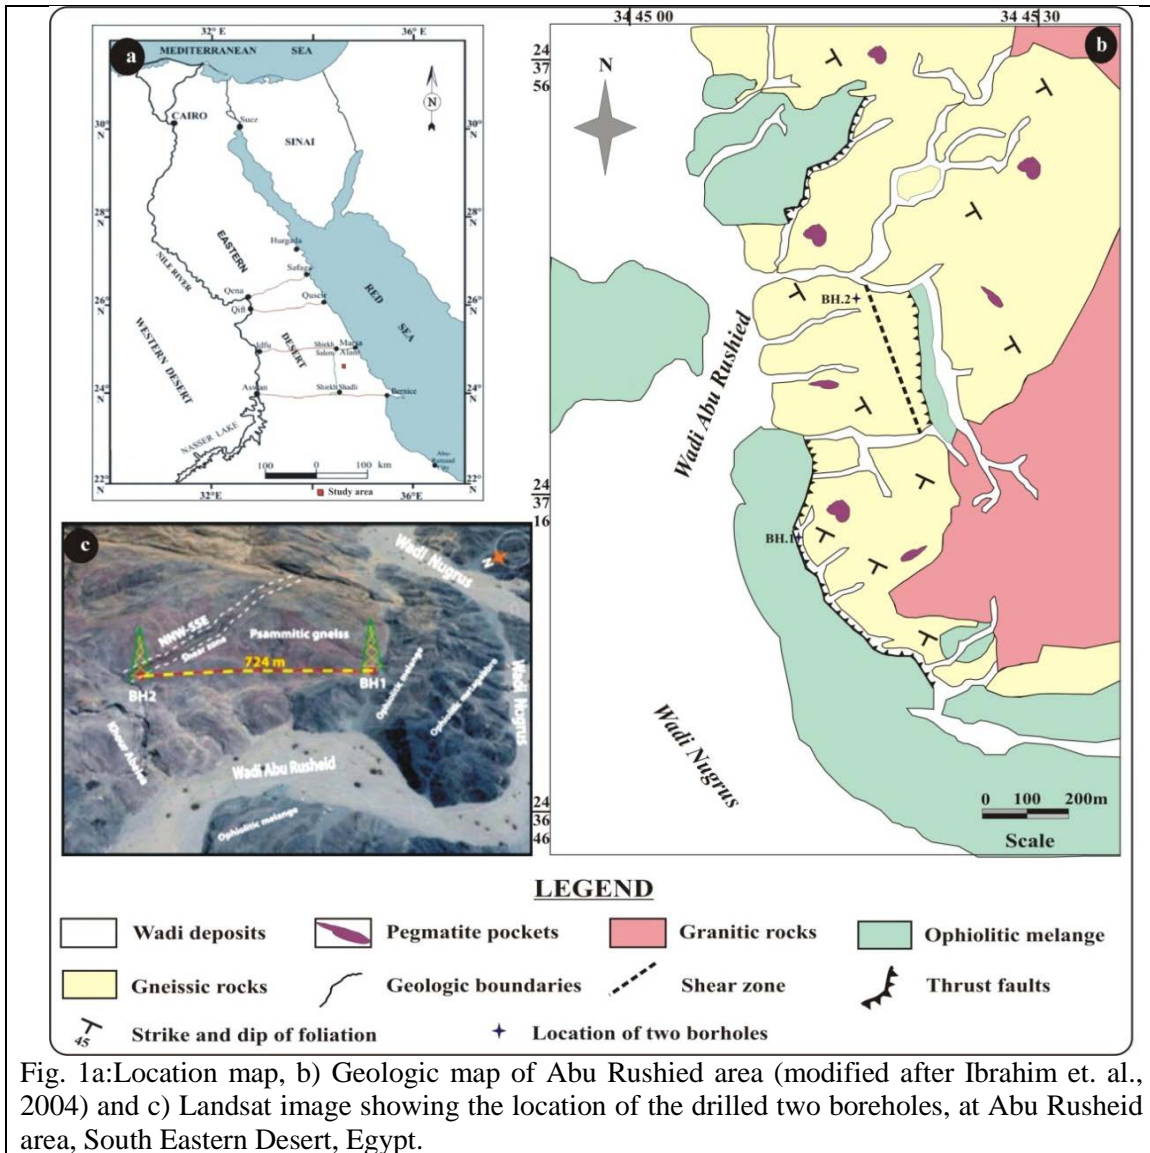 a
MEDITERRANEAN SEA
32°E
36°E
N
CAIRO
Suez
SINAI
30°
N
30°
N
28°
N
28°
N
26°
N
26°
N
24°
N
24°
N
22°
N
22°
N
EASTERN
DESERT
Hurgada
Safaga
Qena
Qift
Quseir
NILE RIVER
RED
SEA
WESTERN DESERT
Idfu
Shiekh
Salem
Marsa
Alam
Aswan
Shiekh Shadli
Bernice
NASSER LAKE
100 0 100 km
32°E
36°E
Study area
b
34 45 00
34 45 30
24
37
56
24
37
16
24
36
46
N
BH.2
BH.1
Wadi Abu Rushied
Wadi Nugrus
0 100 200m
Scale
c
Wadi Nugrus
N
NNW-SSE
Shear zone
Psammitic gneiss
724 m
BH2
BH1
Ophiolitic melange
Wadi Nugrus
Wadi Abu Rusheid
Ophiolitic melange
LEGEND
Wadi deposits
Pegmatite pockets
Granitic rocks
Ophiolitic melange
Gneissic rocks
Geologic boundaries
Shear zone
Thrust faults
45
Strike and dip of foliation
Location of two borholes
Fig. 1a:Location map, b) Geologic map of Abu Rushied area (modified after Ibrahim et. al.,
2004) and c) Landsat image showing the location of the drilled two boreholes, at Abu Rusheid
area, South Eastern Desert, Egypt.